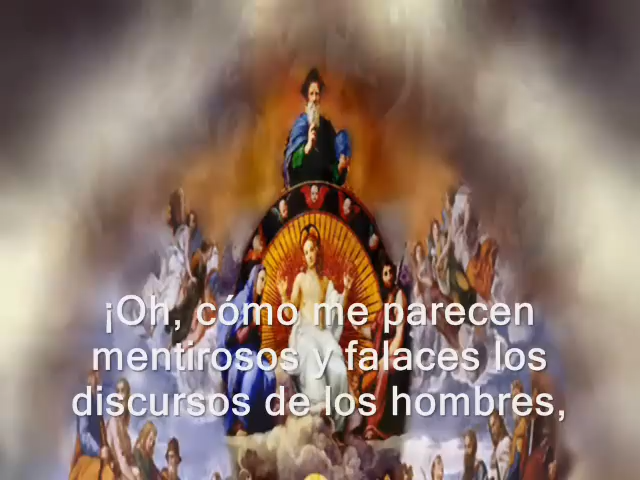 ¡Oh, cómo me parecen
mentirosos y falaces los
discursos de los hombres,